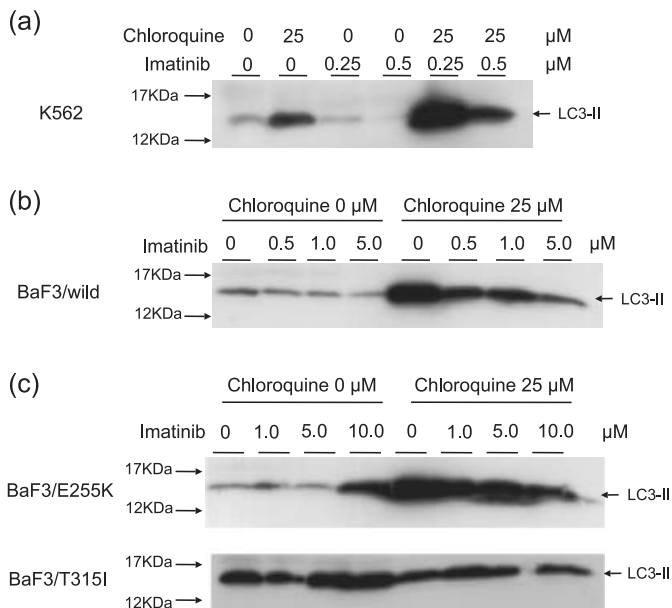 (a)
Chloroquine 0 25 0 0 25 25 µM
Imatinib 0 0 0.25 0.5 0.25 0.5 µM
17KDa
K562
LC3-II
12KDa
(b)
Chloroquine 0 µM Chloroquine 25 µM
Imatinib 0 0.5 1.0 5.0 0 0.5 1.0 5.0 µM
17KDa
BaF3/wild
LC3-II
12KDa
(c)
Chloroquine 0 µM Chloroquine 25 µM
Imatinib 0 1.0 5.0 10.0 0 1.0 5.0 10.0 µM
17KDa
BaF3/E255K
LC3-II
12KDa
17KDa
BaF3/T315I
LC3-II
12KDa